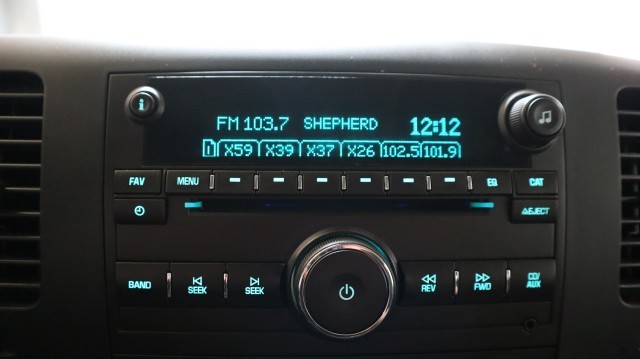 i
FM 103.7 SHEPHERD 12:12
1 X59 X39 X37 X26 102.5 101.9
FAV MENU EQ CAT
EJECT
BAND SEEK SEEK REV FWD CD/
AUX